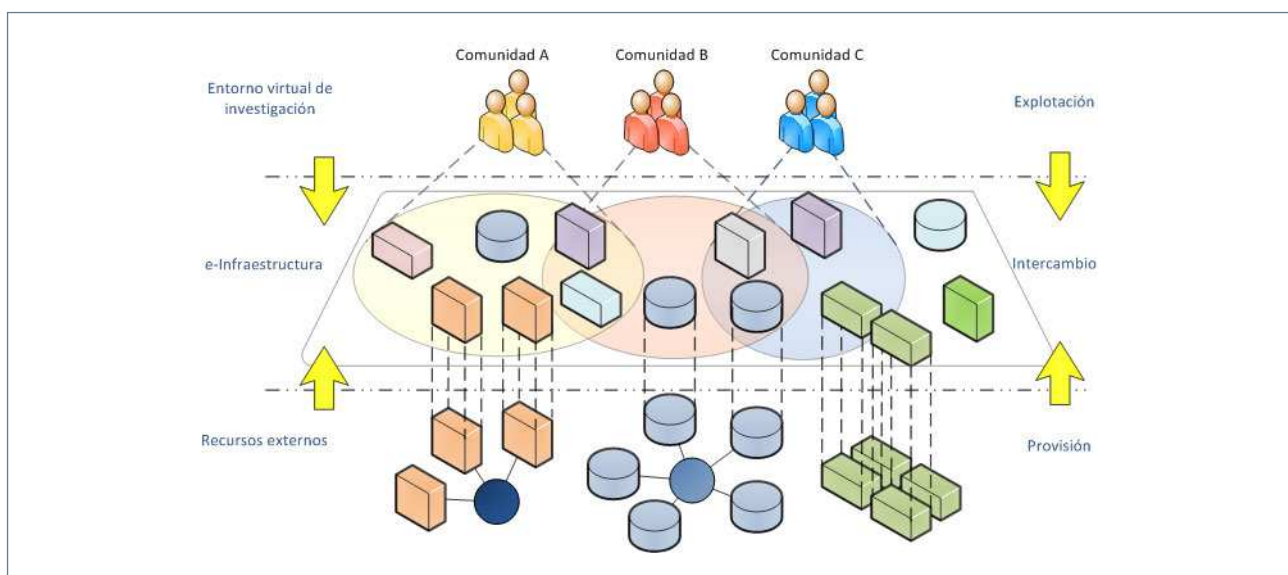 Comunidad A
Comunidad B
Comunidad C
Entorno virtual de
investigación
Explotación
e-Infraestructura
Intercambio
Recursos externos
Provisión